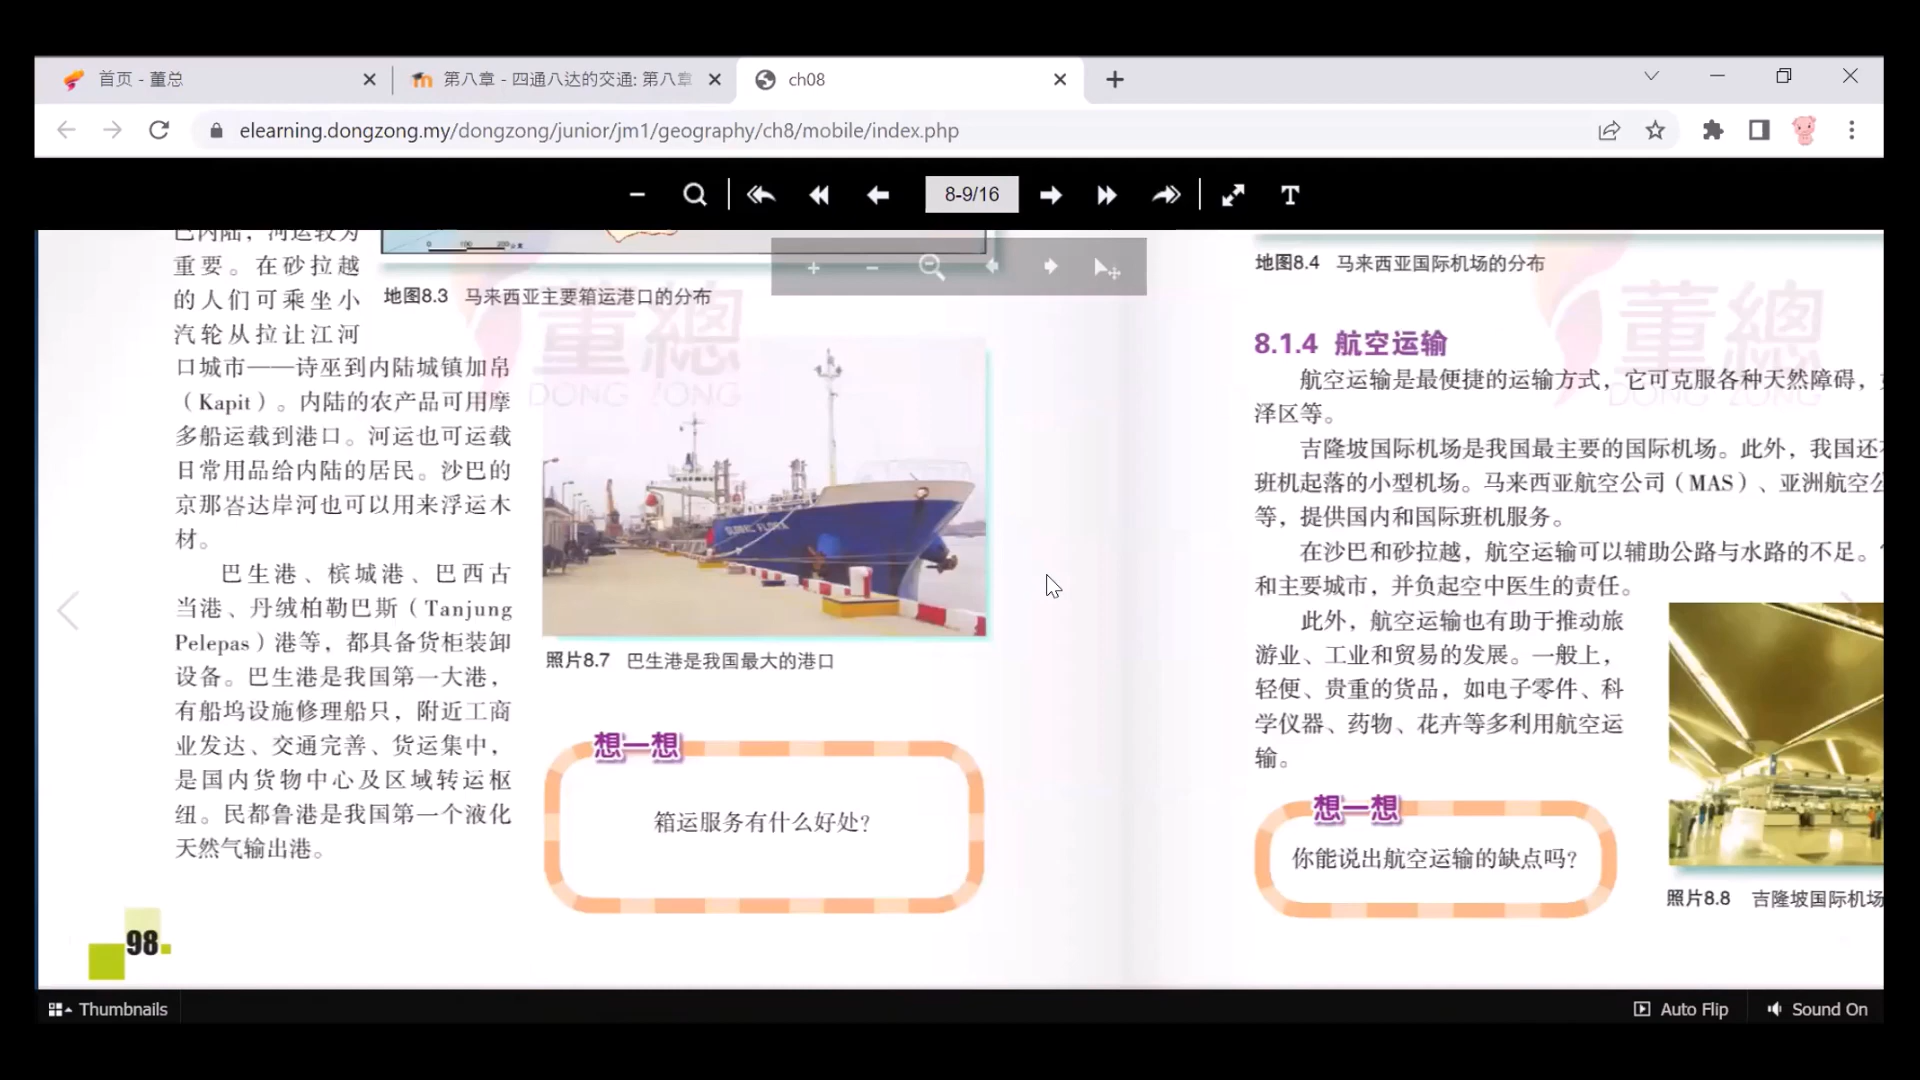 首页 - 董总
第八章 - 四通八达的交通: 第八章
ch08
elearning.dongzong.my/dongzong/junior/jm1/geography/ch8/mobile/index.php
8-9/16
T
巴内陆，河运较为
重要。在砂拉越
的人们可乘坐小
汽轮从拉让江河
口城市——诗巫到内陆城镇加帛
（Kapit）。内陆的农产品可用摩
多船运载到港口。河运也可运载
日常用品给内陆的居民。沙巴的
京那峇达岸河也可以用来浮运木
材。
巴生港、槟城港、巴西古
当港、丹绒柏勒巴斯（Tanjung
Pelepas）港等，都具备货柜装卸
设备。巴生港是我国第一大港，
有船坞设施修理船只，附近工商
业发达、交通完善、货运集中，
是国内货物中心及区域转运枢
纽。民都鲁港是我国第一个液化
天然气输出港。
98
0 100 200 公里
地图8.3 马来西亚主要箱运港口的分布
董總
DONG ZONG
GLOBAL FLORA
照片8.7 巴生港是我国最大的港口
想一想
箱运服务有什么好处？
地图8.4 马来西亚国际机场的分布
董總
DONG ZONG
8.1.4 航空运输
航空运输是最便捷的运输方式，它可克服各种天然障碍，
泽区等。
吉隆坡国际机场是我国最主要的国际机场。此外，我国还
班机起落的小型机场。马来西亚航空公司（MAS）、亚洲航空公
等，提供国内和国际班机服务。
在沙巴和砂拉越，航空运输可以辅助公路与水路的不足。
和主要城市，并负起空中医生的责任。
此外，航空运输也有助于推动旅
游业、工业和贸易的发展。一般上，
轻便、贵重的货品，如电子零件、科
学仪器、药物、花卉等多利用航空运
输。
想一想
你能说出航空运输的缺点吗？
照片8.8 吉隆坡国际机场
Thumbnails
Auto Flip
Sound On